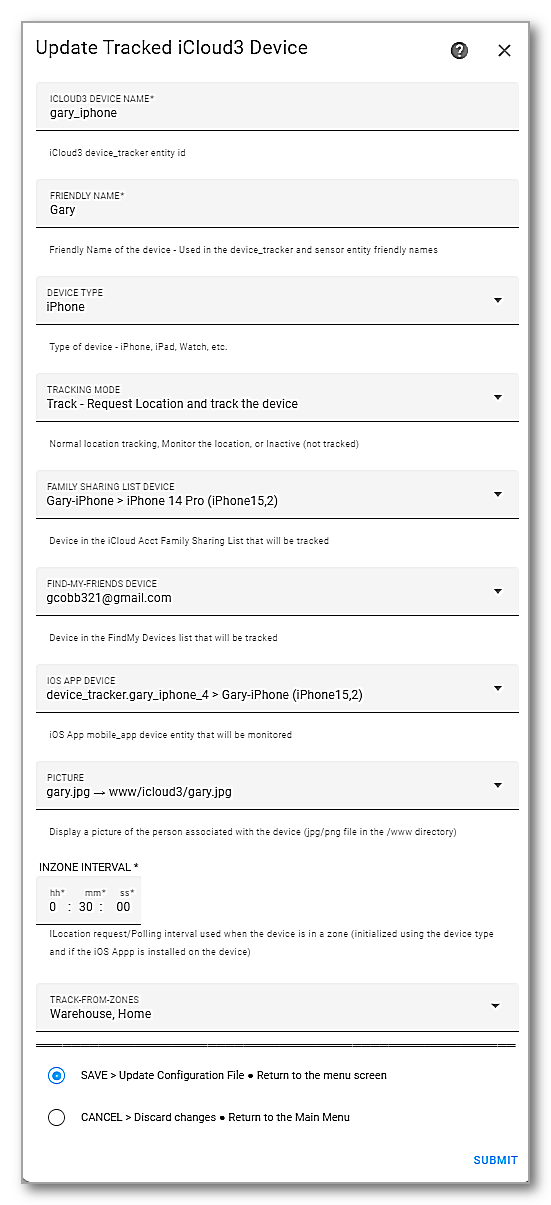 Update Tracked iCloud3 Device
ICLOUD3 DEVICE NAME*
gary_iphone
iCloud3 device_tracker entity id
FRIENDLY NAME*
Gary
Friendly Name of the device - Used in the device_tracker and sensor entity friendly names
DEVICE TYPE
iPhone
Type of device - iPhone, iPad, Watch, etc.
TRACKING MODE
Track - Request Location and track the device
Normal location tracking, Monitor the location, or Inactive (not tracked)
FAMILY SHARING LIST DEVICE
Gary-iPhone > iPhone 14 Pro (iPhone15,2)
Device in the iCloud Acct Family Sharing List that will be tracked
FIND-MY-FRIENDS DEVICE
gcobb321@gmail.com
Device in the FindMy Devices list that will be tracked
IOS APP DEVICE
device_tracker.gary_iphone_4 > Gary-iPhone (iPhone15,2)
iOS App mobile_app device entity that will be monitored
PICTURE
gary.jpg → www/icloud3/gary.jpg
Display a picture of the person associated with the device (jpg/png file in the /www directory)
INZONE INTERVAL *
hh* mm* ss*
0 : 30 : 00
ILocation request/Polling interval used when the device is in a zone (initialized using the device type
and if the iOS Appp is installed on the device)
TRACK-FROM-ZONES
Warehouse, Home
SAVE > Update Configuration File ● Return to the menu screen
CANCEL > Discard changes ● Return to the Main Menu
SUBMIT